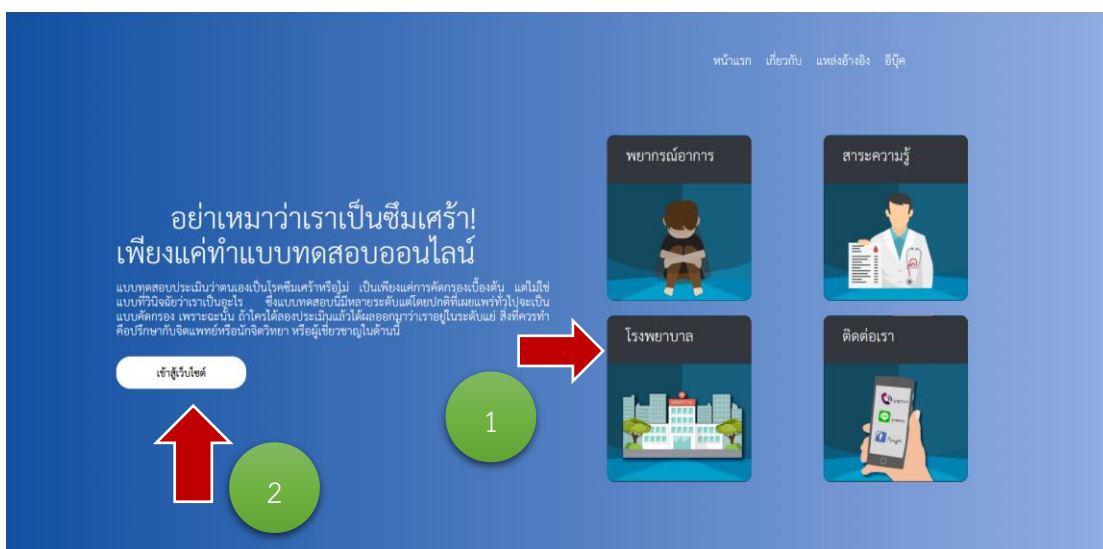 หน้าแรก เกี่ยวกับ แหล่งอ้างอิง อีบุ๊ค
พยากรณ์อาการ
สาระความรู้
อย่าเหมาว่าเราเป็นซึมเศร้า!
เพียงแค่ทำแบบทดสอบออนไลน์
แบบทดสอบประเมินว่าตนเองเป็นโรคซึมเศร้าหรือไม่ เป็นเพียงแค่การคัดกรองเบื้องต้น แต่ไม่ใช่
แบบที่วินิจฉัยว่าเราเป็นอะไร ซึ่งแบบทดสอบนี้มีหลายระดับแต่โดยปกติที่เผยแพร่ทั่วไปจะเป็น
แบบคัดกรอง เพราะฉะนั้น ถ้าใครได้ลองประเมินแล้วได้ผลออกมาว่าเราอยู่ในระดับแย่ สิ่งที่ควรทำ
คือปรึกษากับจิตแพทย์หรือนักจิตวิทยา หรือผู้เชี่ยวชาญในด้านนี้
เข้าสู่เว็บไซต์
โรงพยาบาล
ติดต่อเรา
1
2